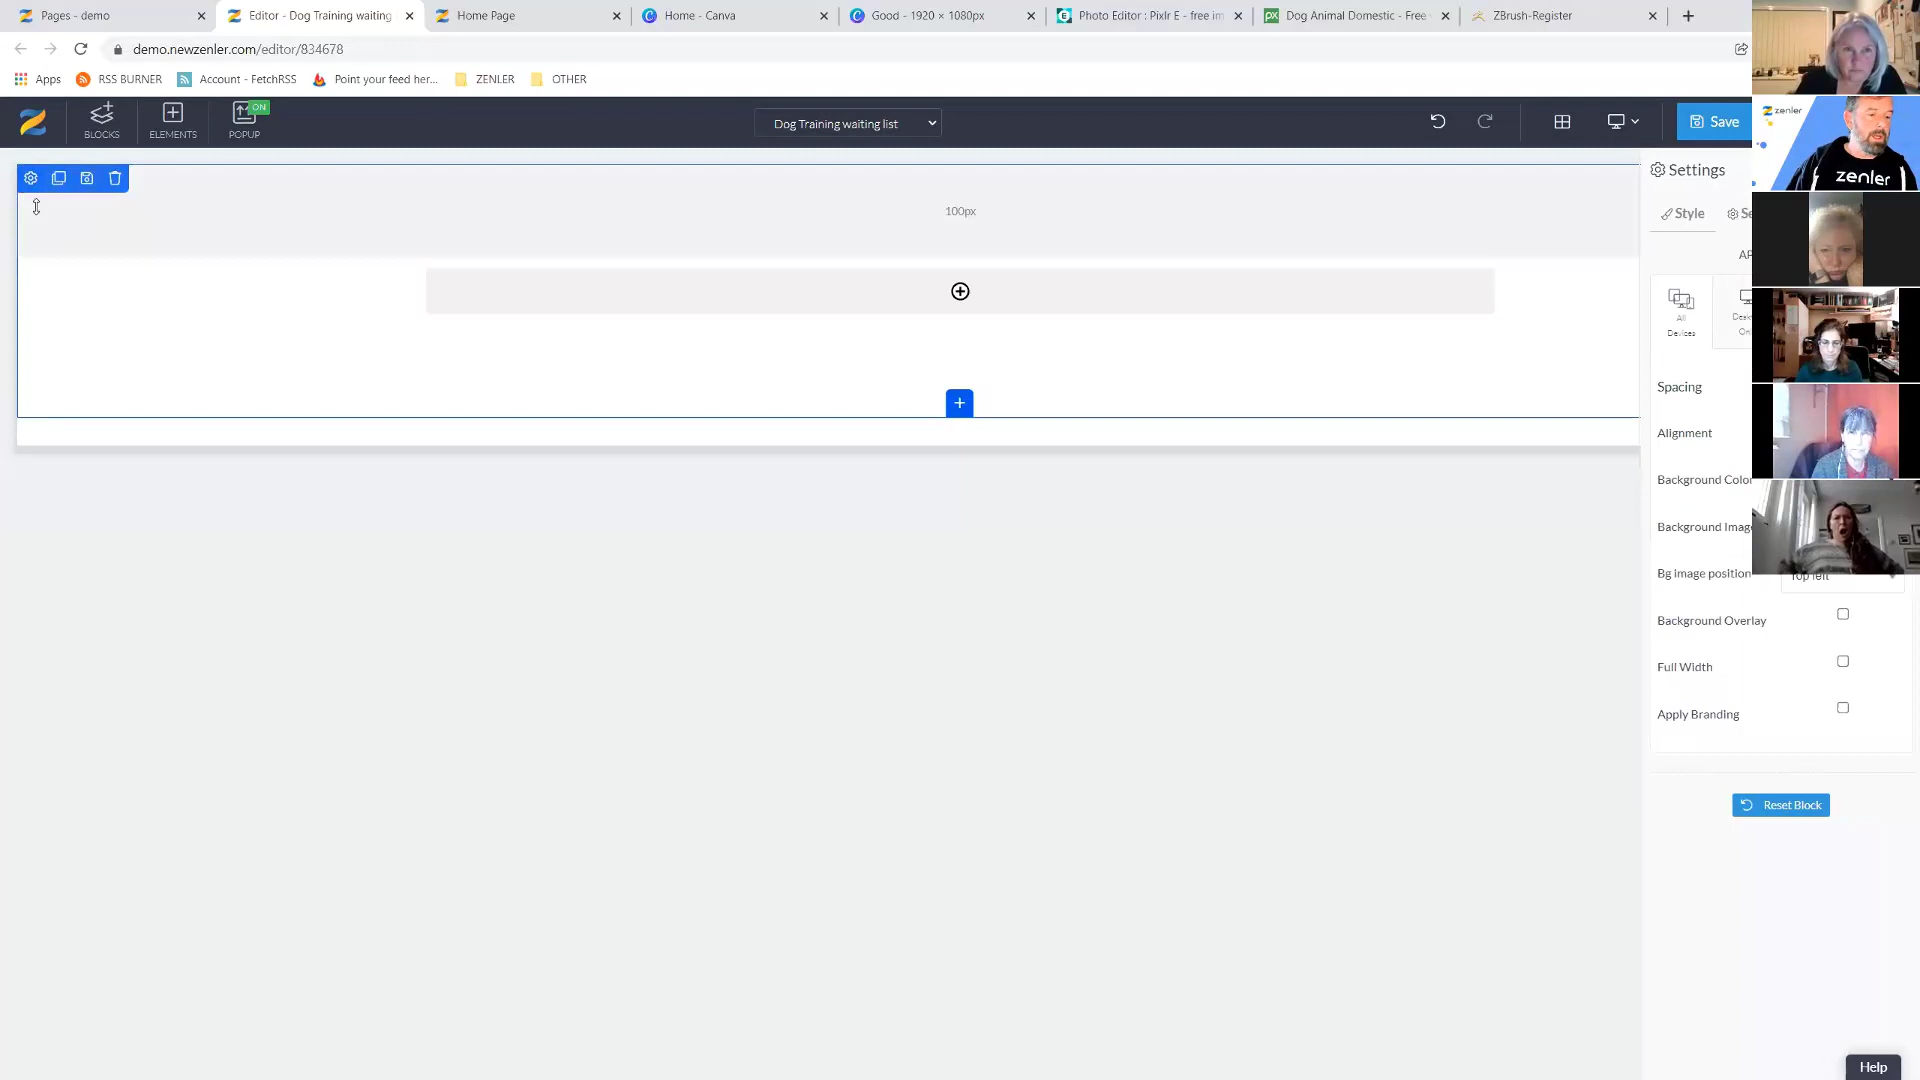 Pages - demo
Editor - Dog Training waiting
Home Page
Home - Canva
Good - 1920 × 1080px
Photo Editor : Pixlr E - free im
Dog Animal Domestic - Free
ZBrush-Register
demo.newzenler.com/editor/834678
Apps
RSS BURNER
Account - FetchRSS
Point your feed her...
ZENLER
OTHER
BLOCKS
ELEMENTS
ON
POPUP
Dog Training waiting list
Save
zenler
zenler
100px
Settings
Style
Se
AP
All
Devices
Desk
On
Spacing
Alignment
Background Color
Background Imag
Bg image position
Top left
Background Overlay
Full Width
Apply Branding
Reset Block
Help